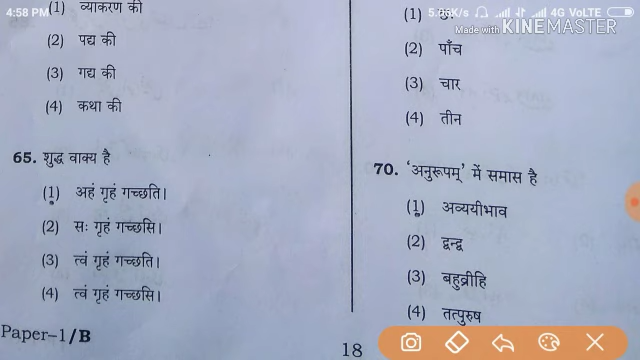 4:58 PM
4G VoLTE
Made with KINEMASTER
(1) व्याकरण की
(2) पद्य की
(3) गद्य की
(4) कथा की
65. शुद्ध वाक्य है
(1) अहं गृहं गच्छति।
(2) सः गृहं गच्छसि।
(3) त्वं गृहं गच्छति।
(4) त्वं गृहं गच्छसि।
Paper–1/B
(1)
(2) पाँच
(3) चार
(4) तीन
70. ‘अनुरूपम्’ में समास है
(1) अव्ययीभाव
(2) द्वन्द्व
(3) बहुव्रीहि
(4) तत्पुरुष
18